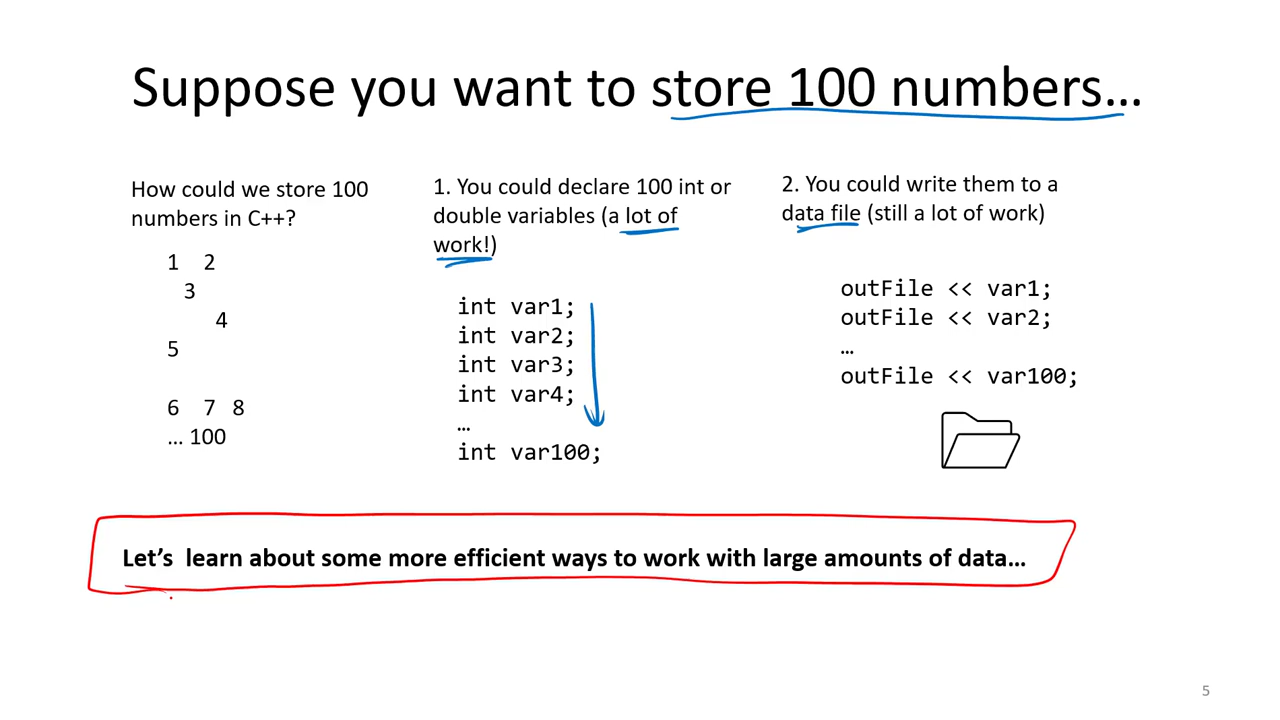 Suppose you want to store 100 numbers…
How could we store 100
numbers in C++?
1 2
3
4
5
6 7 8
… 100
1. You could declare 100 int or
double variables (a lot of
work!)
int var1;
int var2;
int var3;
int var4;
…
int var100;
2. You could write them to a
data file (still a lot of work)
outFile << var1;
outFile << var2;
…
outFile << var100;
Let’s learn about some more efficient ways to work with large amounts of data…
5